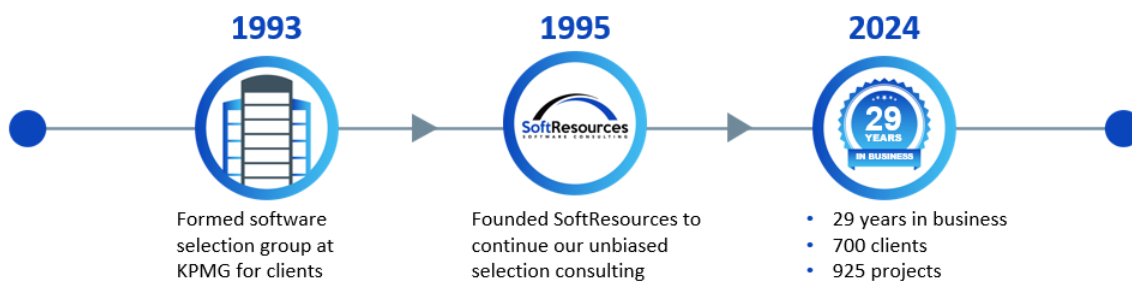 1993
1995
2024
SoftResources
SOFTWARE CONSULTING
29
YEARS
IN BUSINESS
Formed software
selection group at
KPMG for clients
Founded SoftResources to
continue our unbiased
selection consulting
• 29 years in business
• 700 clients
• 925 projects